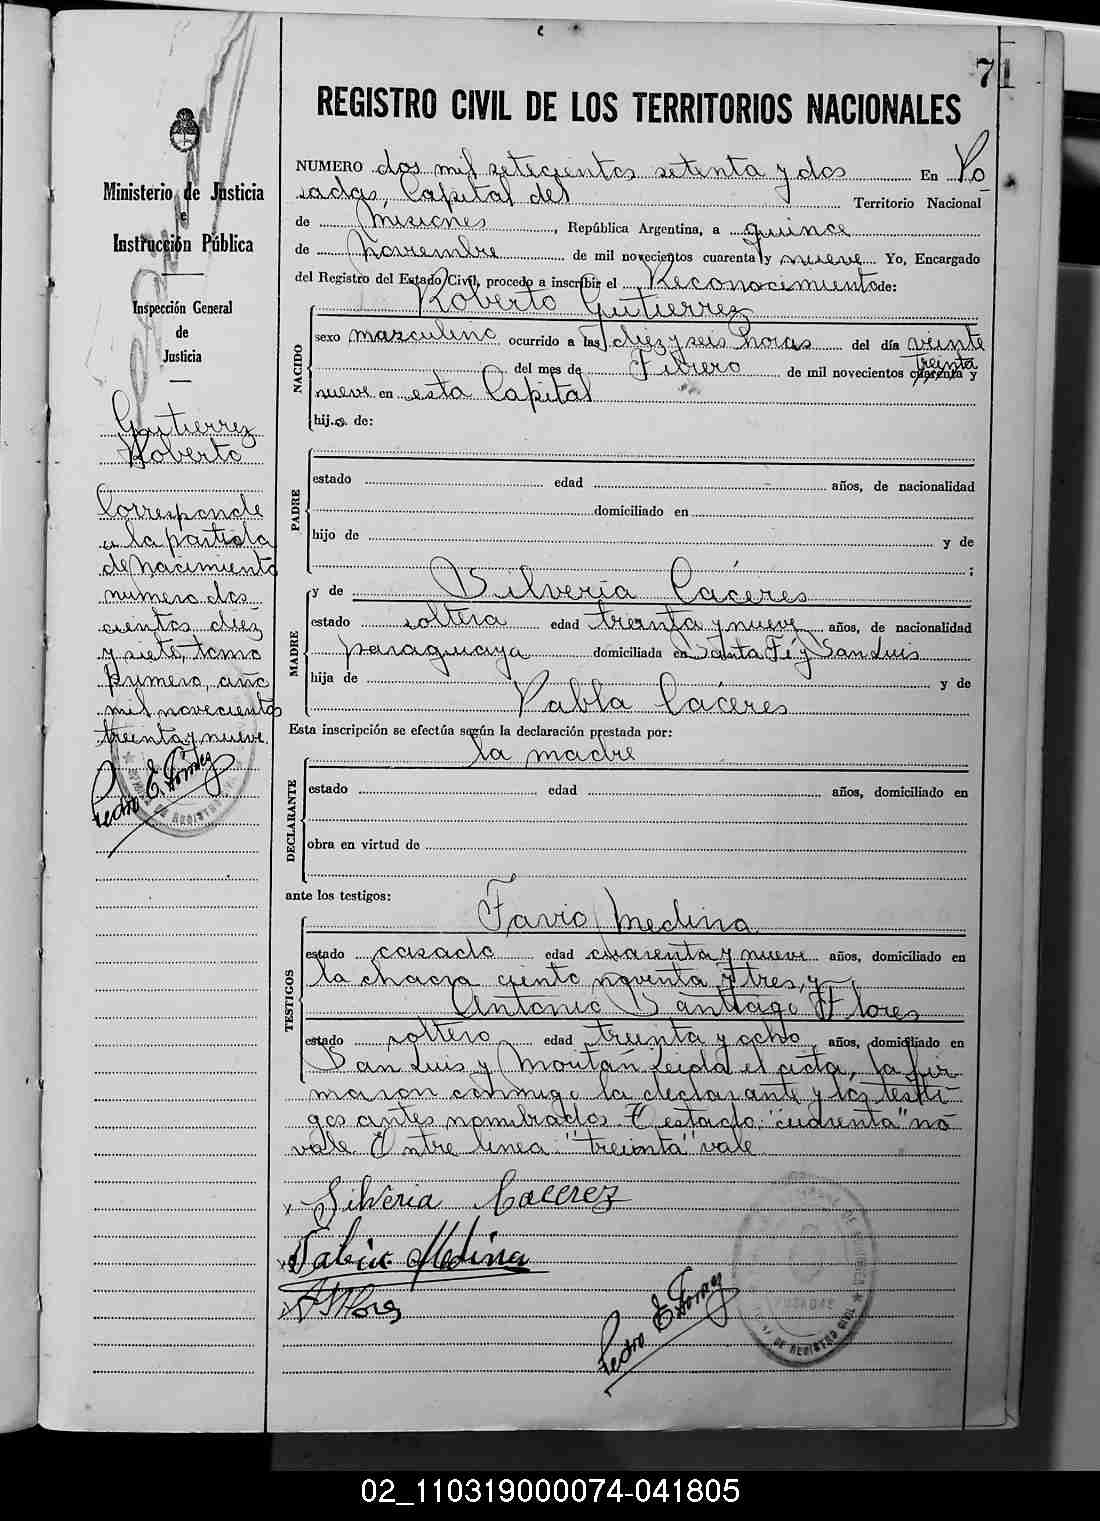 71
REGISTRO CIVIL DE LOS TERRITORIOS NACIONALES
Ministerio de Justicia
e
Instrucción Pública
Inspección General
de
Justicia
Gutierrez
Roberto
Corresponde
a la partida
de Nacimiento
numero dos-
cientos diez
y siete, tomo
primero, año
mil novecientos
treinta y nueve.
NUMERO dos mil setecientos setenta y dos En Po-
sadas, Capital del Territorio Nacional
de Misiones, República Argentina, a quince
de Noviembre de mil novecientos cuarenta y nueve Yo, Encargado
del Registro del Estado Civil, procedo a inscribir el Reconocimiento de:
Roberto Gutierrez
NACIDO
sexo masculino ocurrido a las diez y seis horas del día veinte
treinta
del mes de Febrero de mil novecientos cuarenta y
nueve en esta Capital
hijo de:
PADRE
estado edad años, de nacionalidad
domiciliado en
hijo de y de
;
MADRE
y de Silveria Cáceres
estado soltera edad treinta y nueve años, de nacionalidad
paraguaya domiciliada en Santa Fé y San Luis
hija de y de
Pabla Cáceres
Esta inscripción se efectúa según la declaración prestada por:
la madre
DECLARANTE
estado edad años, domiciliado en
obra en virtud de
ante los testigos:
TESTIGOS
Favio Medina
estado casado edad cuarenta y nueve años, domiciliado en
la chacra ciento noventa y tres, y
Antonio Santiago Flores
estado soltero edad treinta y ocho años, domiciliado en
San Luis y Leida el acta, la fir-
maron conmigo la declarante y los testi-
gos antes nombrados. "cuarenta" no
vale. Entre linea: "treinta" vale
Silveria Cacerez
Fabio Medina
A S Flores
POSADAS
02_110319000074-041805